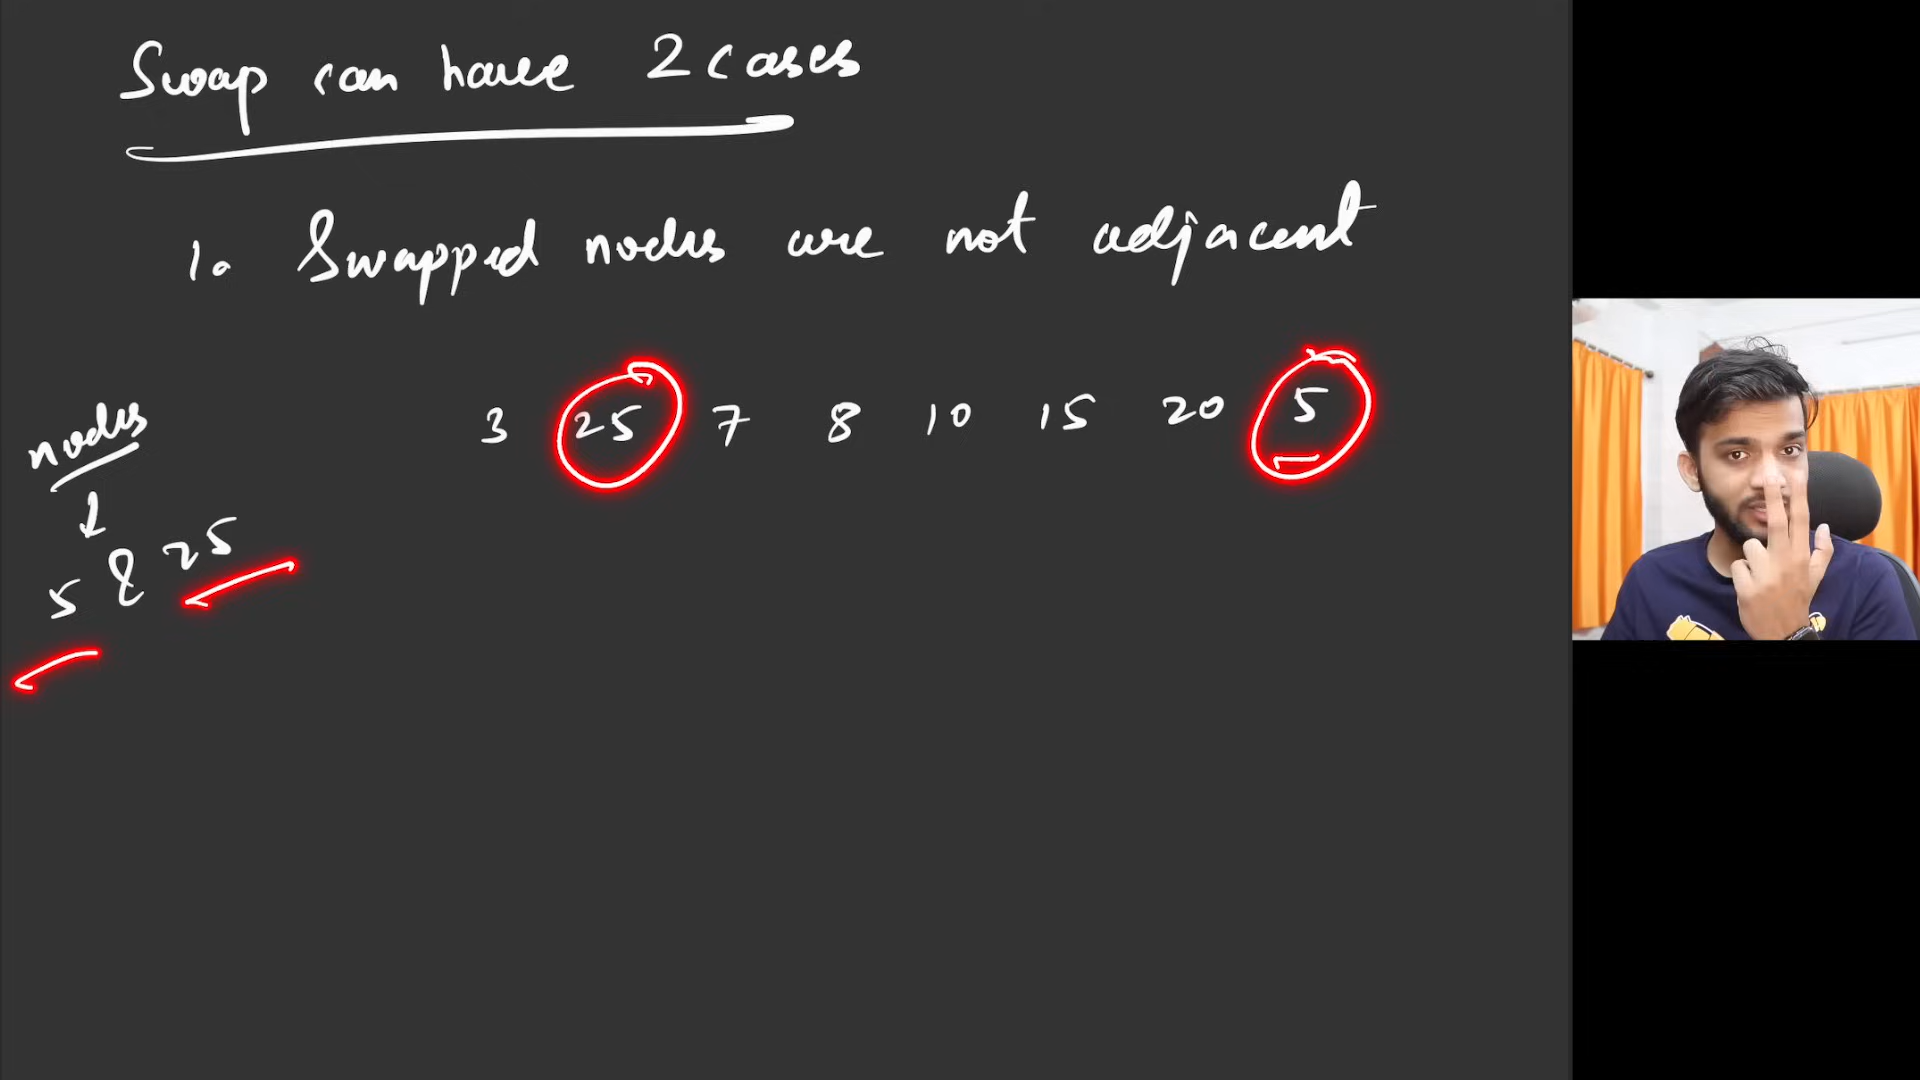 Swap can have 2 cases
1. Swapped nodes are not adjacent
3 25 7 8 10 15 20 5
nodes
5 & 25